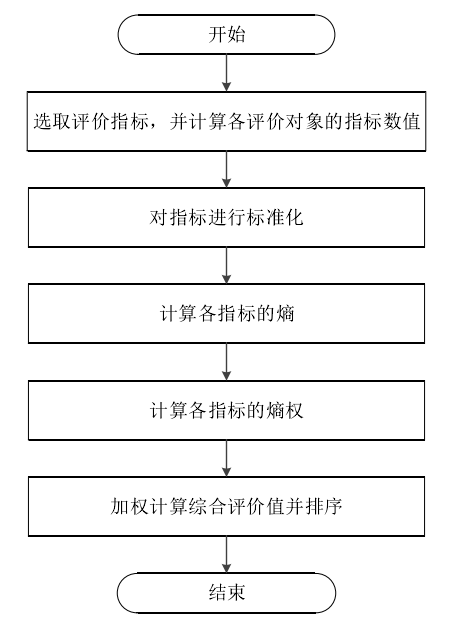 开始
选取评价指标，并计算各评价对象的指标数值
对指标进行标准化
计算各指标的熵
计算各指标的熵权
加权计算综合评价值并排序
结束